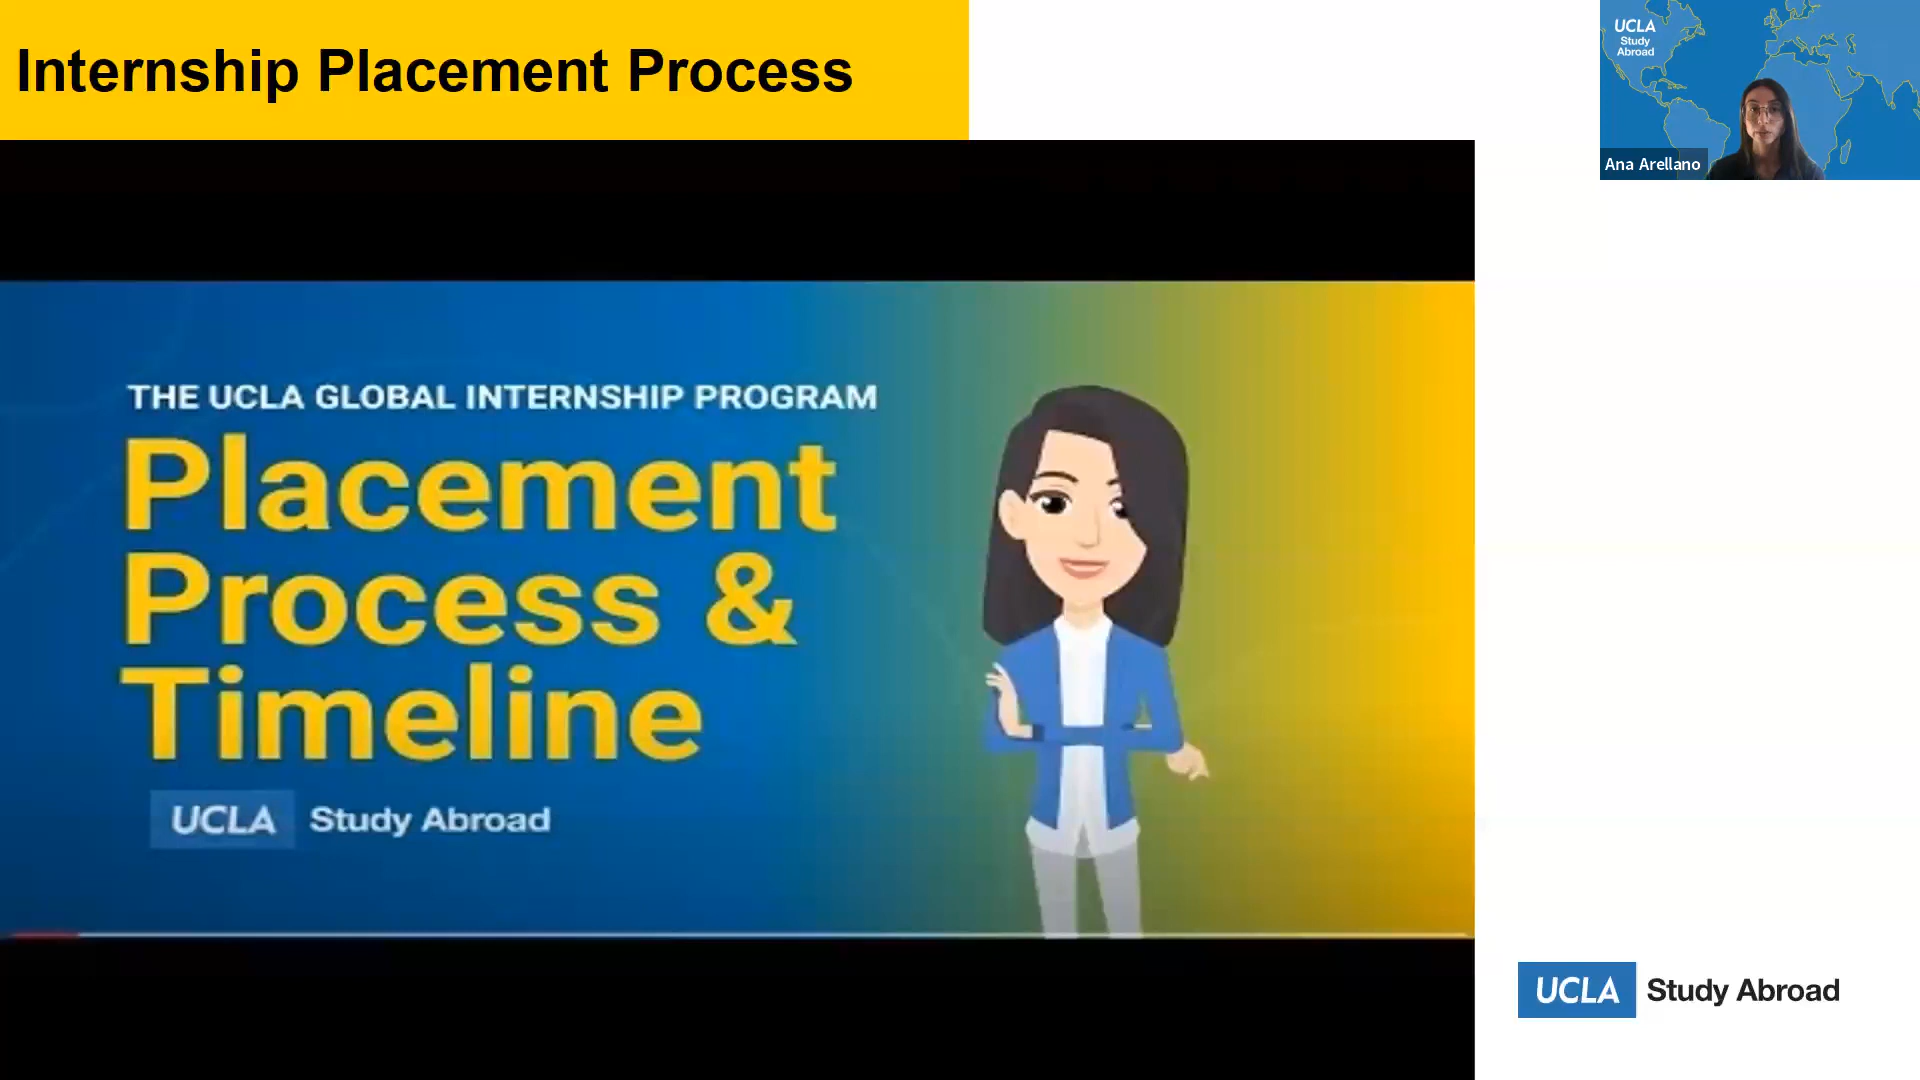 Internship Placement Process
UCLA
Study
Abroad
Ana Arellano
THE UCLA GLOBAL INTERNSHIP PROGRAM
Placement
Process &
Timeline
UCLA Study Abroad
UCLA Study Abroad